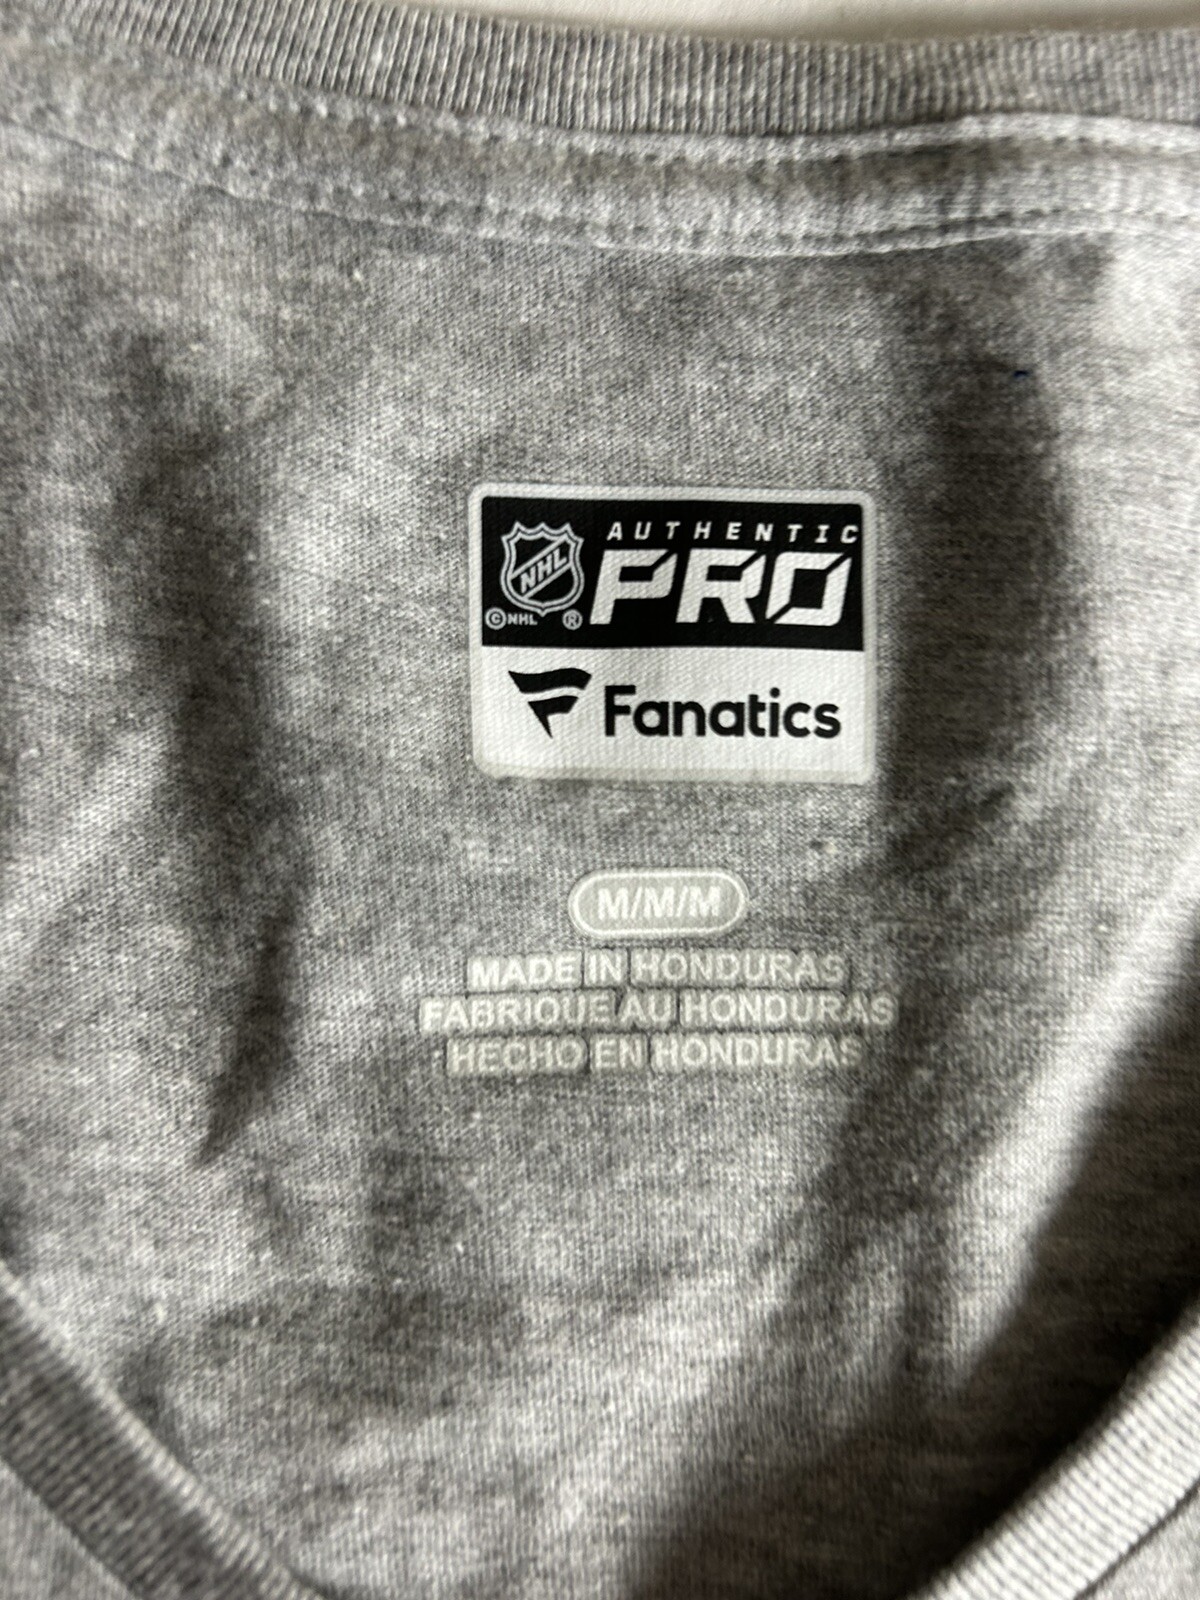 AUTHENTIC
NHL PRO
©NHL ®
Fanatics
M/M/M
MADE IN HONDURAS
FABRIQUE AU HONDURAS
HECHO EN HONDURAS